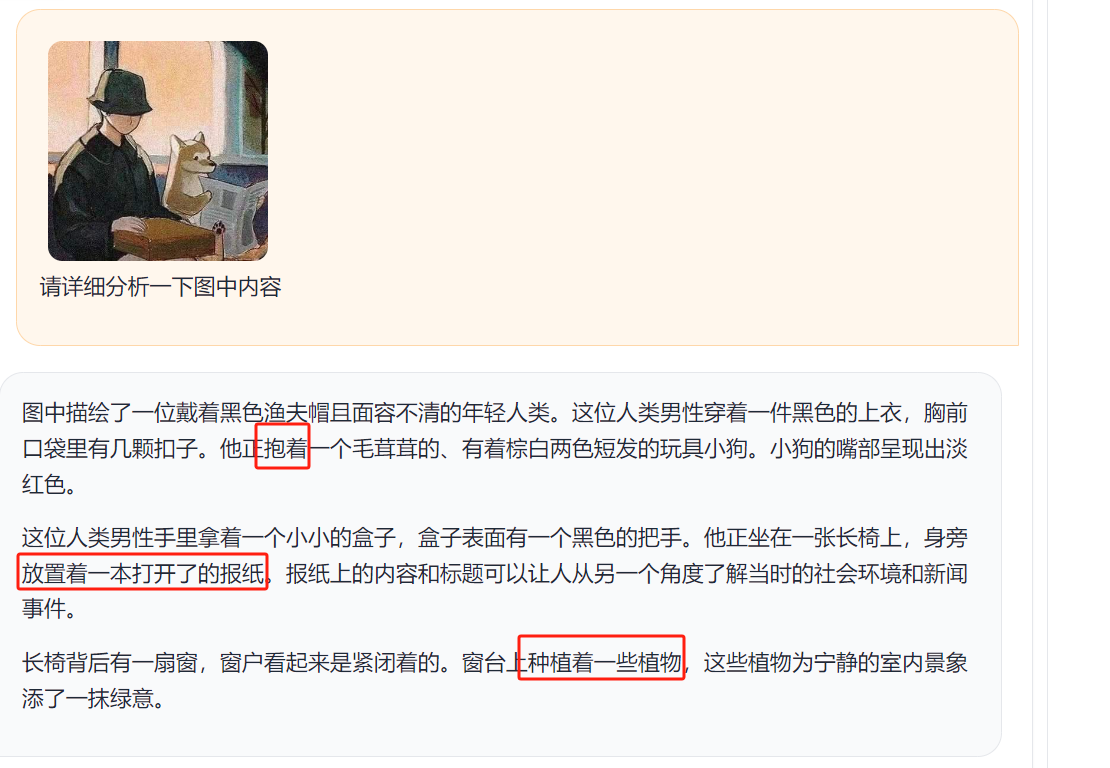 请详细分析一下图中内容
图中描绘了一位戴着黑色渔夫帽且面容不清的年轻人类。这位人类男性穿着一件黑色的上衣，胸前
口袋里有几颗扣子。他正抱着一个毛茸茸的、有着棕白两色短发的玩具小狗。小狗的嘴部呈现出淡
红色。
这位人类男性手里拿着一个小小的盒子，盒子表面有一个黑色的把手。他正坐在一张长椅上，身旁
放置着一本打开了的报纸。报纸上的内容和标题可以让人从另一个角度了解当时的社会环境和新闻
事件。
长椅背后有一扇窗，窗户看起来是紧闭着的。窗台上种植着一些植物，这些植物为宁静的室内景象
添了一抹绿意。